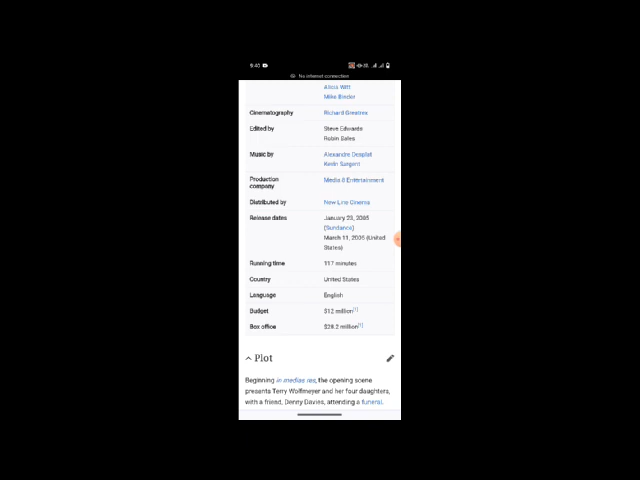 9:40
No internet connection
Alicia Witt
Mike Binder
Cinematography Richard Greatrex
Edited by Steve Edwards
Robin Sales
Music by Alexandre Desplat
Kevin Sargent
Production company Media 8 Entertainment
Distributed by New Line Cinema
Release dates January 23, 2005
(Sundance)
March 11, 2005 (United
States)
Running time 117 minutes
Country United States
Language English
Budget $12 million[1]
Box office $28.2 million[1]
Plot
Beginning in medias res, the opening scene
presents Terry Wolfmeyer and her four daughters,
with a friend, Denny Davies, attending a funeral.